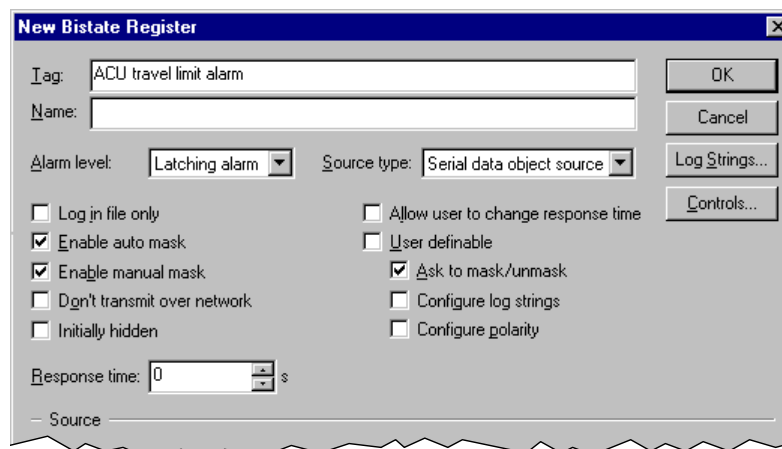 New Bistate Register
Tag: ACU travel limit alarm
OK
Name:
Cancel
Alarm level: Latching alarm Source type: Serial data object source
Log Strings...
Controls...
Log in file only
Allow user to change response time
Enable auto mask
User definable
Enable manual mask
Ask to mask/unmask
Don't transmit over network
Configure log strings
Initially hidden
Configure polarity
Response time: 0 s
Source